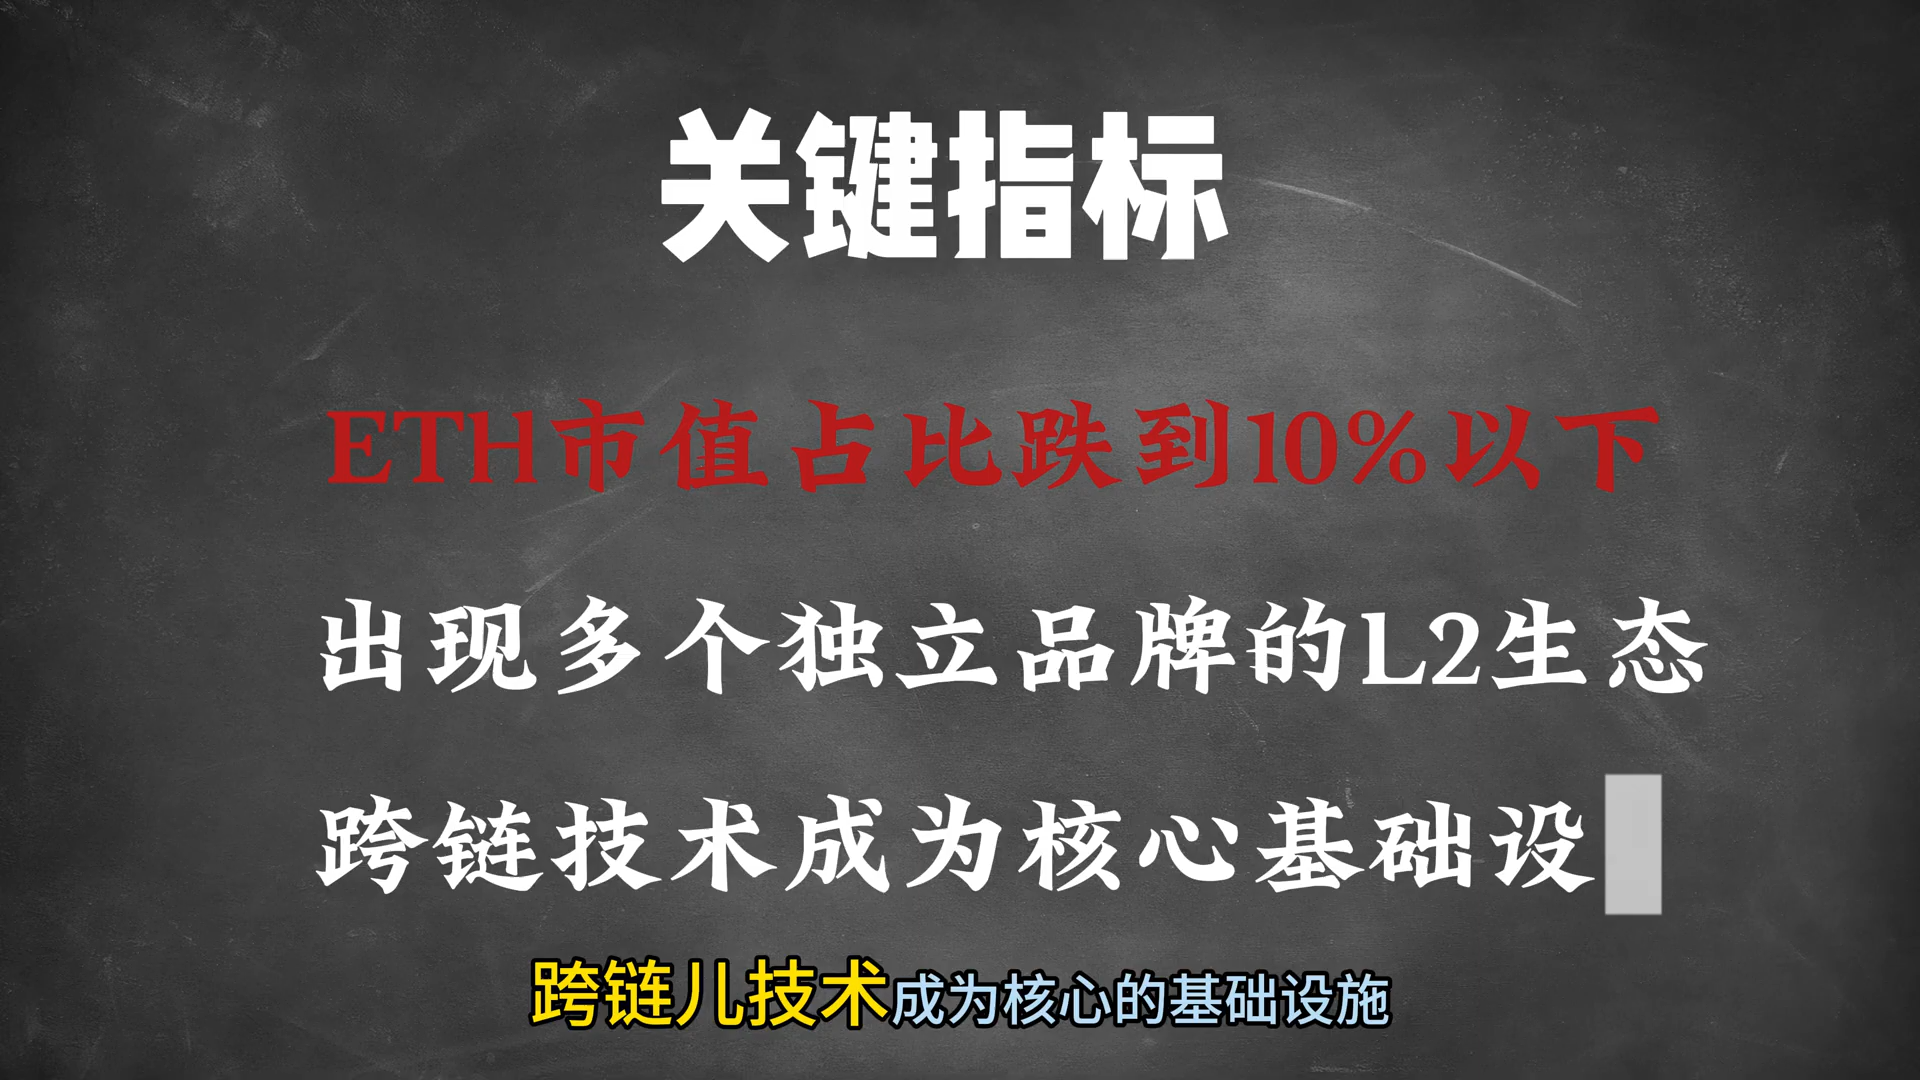 关键指标
ETH市值占比跌到10%以下
出现多个独立品牌的L2生态
跨链技术成为核心基础设
跨链儿技术成为核心的基础设施